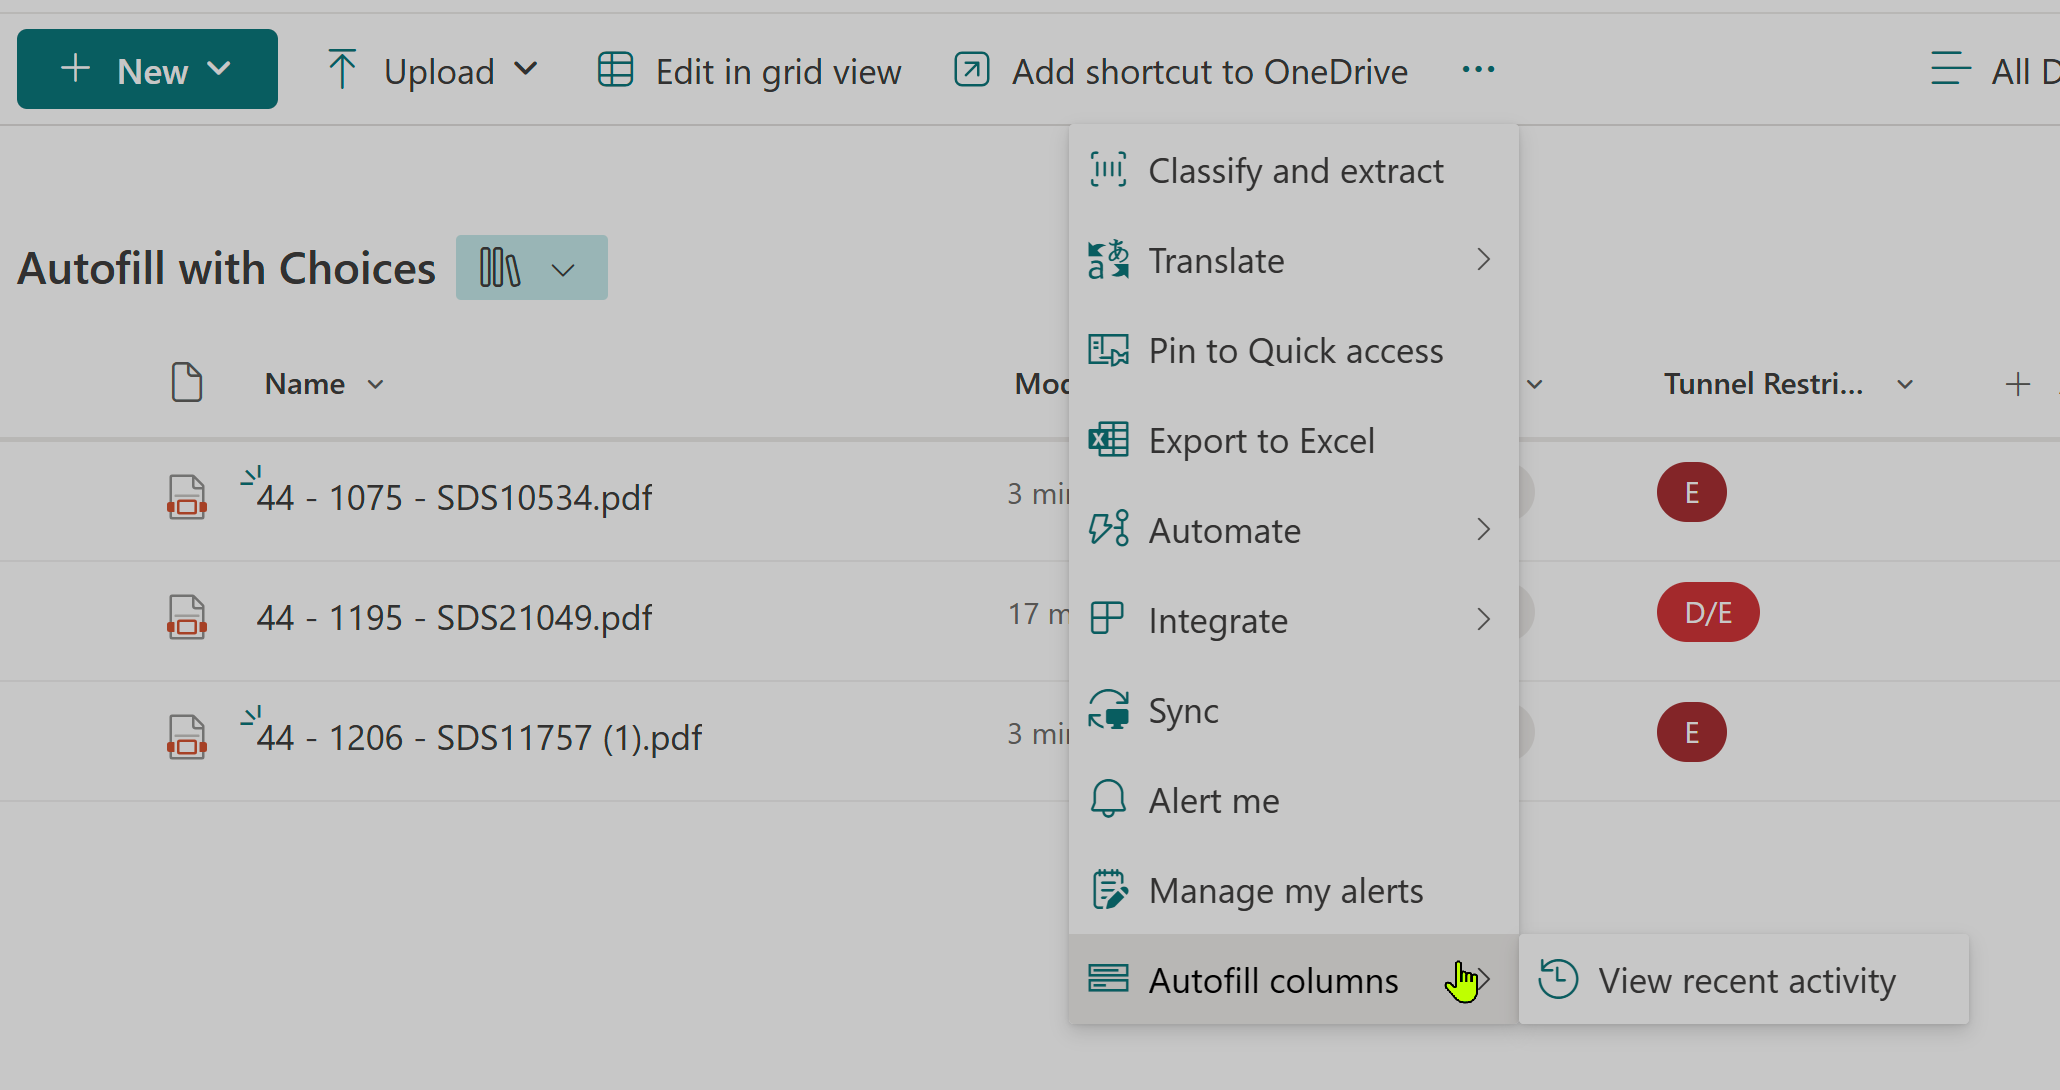 New
Upload
Edit in grid view
Add shortcut to OneDrive
...
All D
Classify and extract
Translate
Pin to Quick access
Export to Excel
Automate
Integrate
Sync
Alert me
Manage my alerts
Autofill columns
View recent activity
Autofill with Choices
Name
Mod
Tunnel Restri...
44 - 1075 - SDS10534.pdf
3 min
E
44 - 1195 - SDS21049.pdf
17 m
D/E
44 - 1206 - SDS11757 (1).pdf
3 min
E